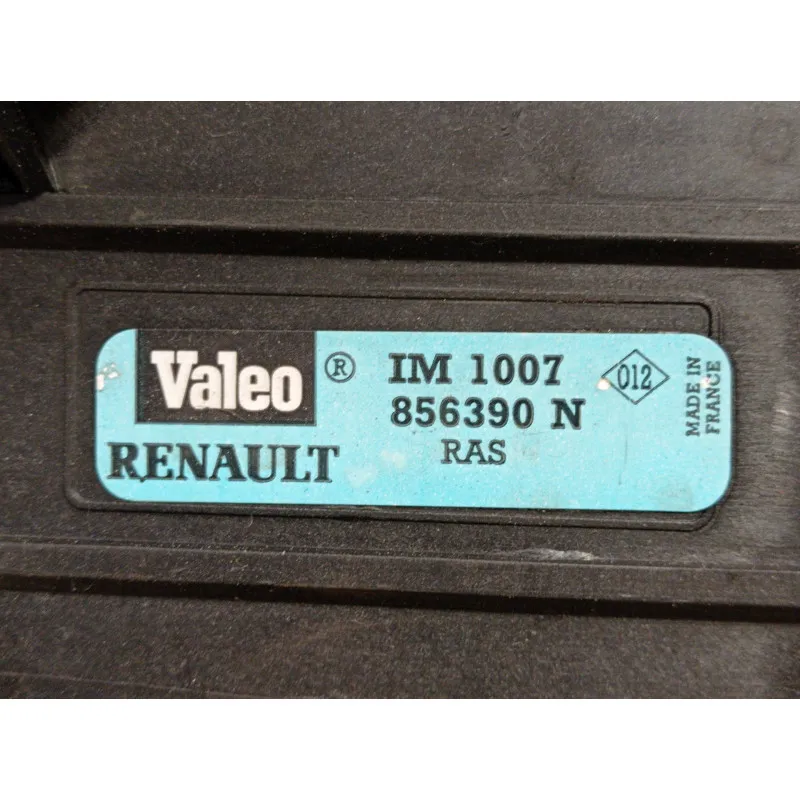 Valeo ®
RENAULT
IM 1007
856390 N
RAS
012
MADE IN
FRANCE